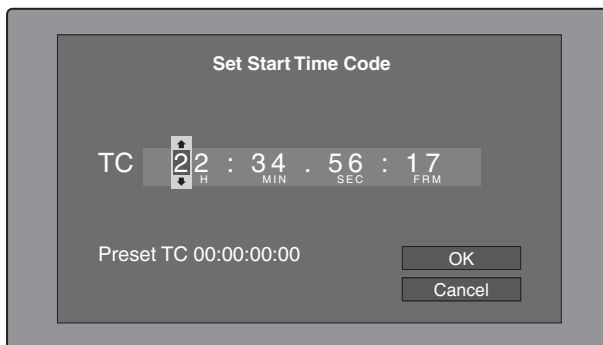 Set Start Time Code
TC 22 : 34 . 56 : 17
H MIN SEC FRM
Preset TC 00:00:00:00
OK
Cancel